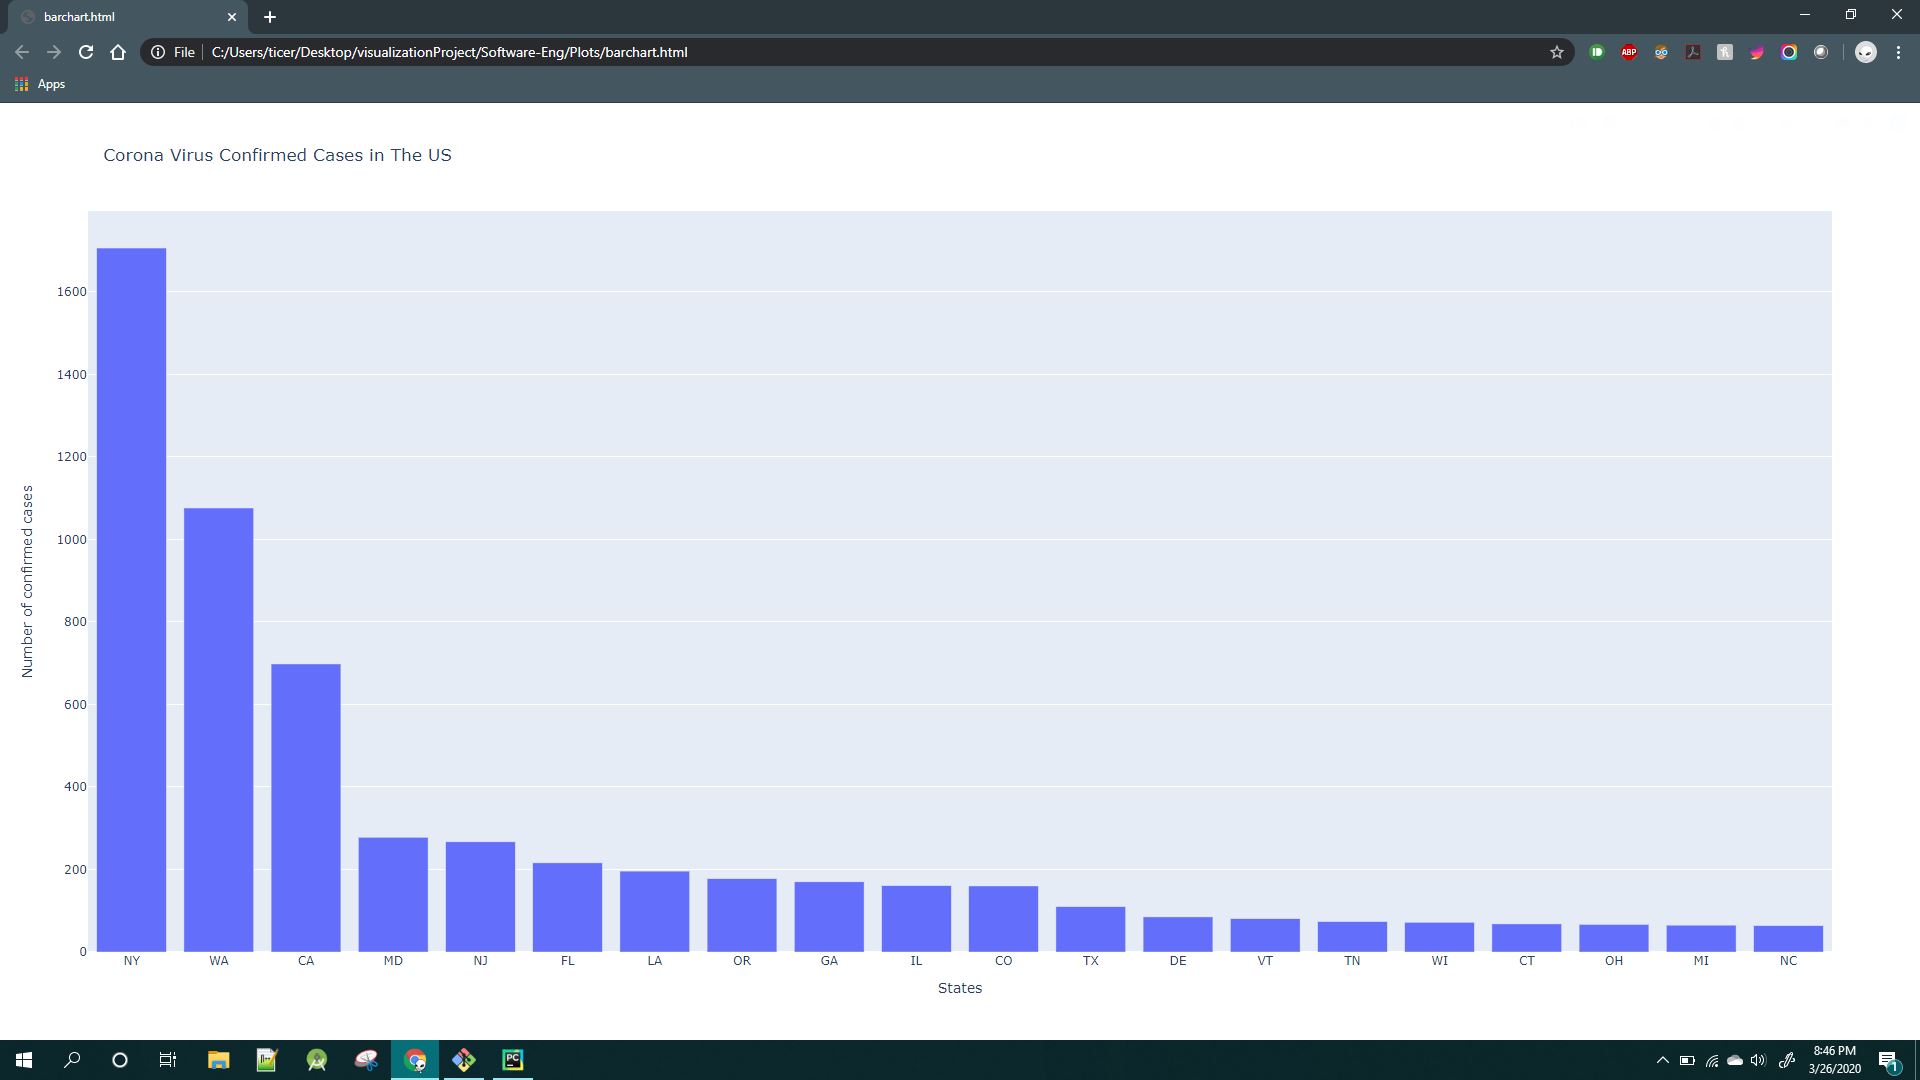 barchart.html
File C:/Users/ticer/Desktop/visualizationProject/Software-Eng/Plots/barchart.html
ABP
Apps
Corona Virus Confirmed Cases in The US
1600
1400
1200
1000
800
600
400
200
0
Number of confirmed cases
NY WA CA MD NJ FL LA OR GA IL CO TX DE VT TN WI CT OH MI NC
States
PC
8:46 PM
3/26/2020
1